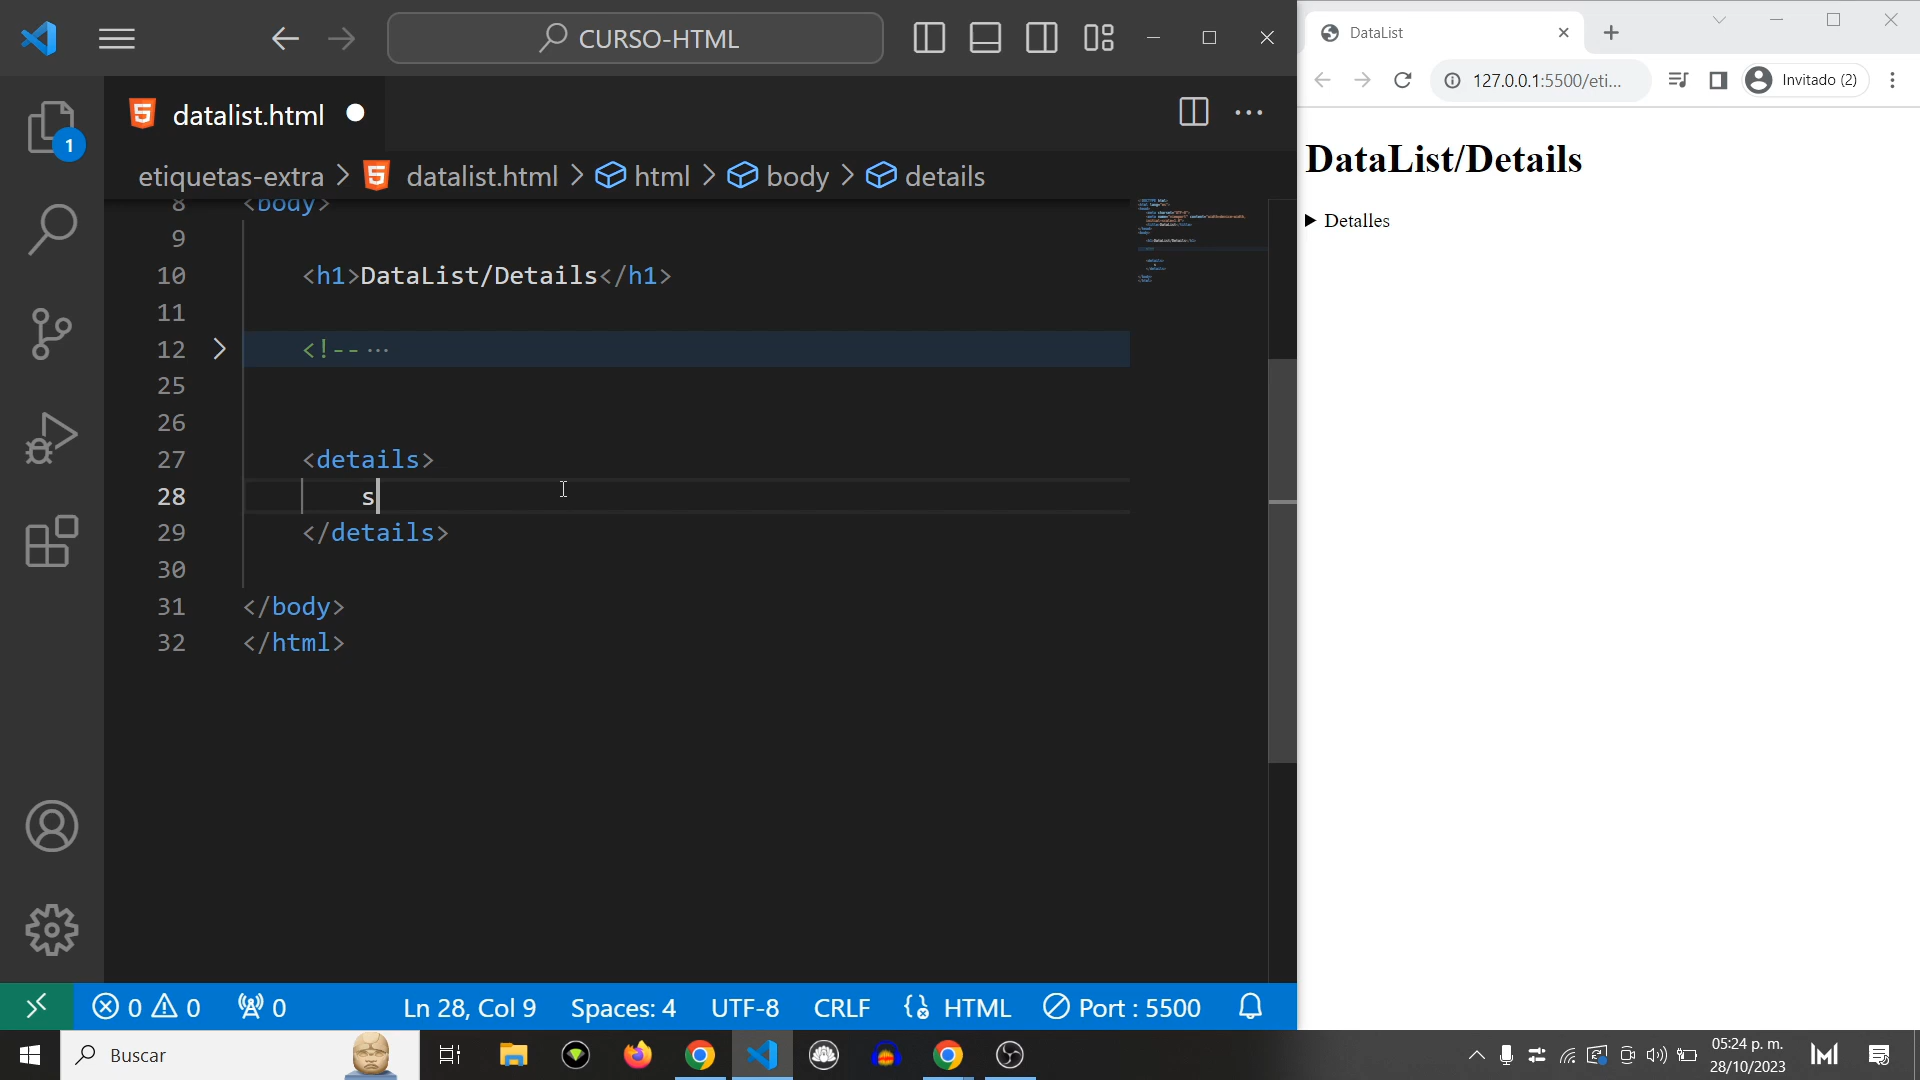 CURSO-HTML
datalist.html
1
etiquetas-extra > datalist.html > html > body > details
8 <body>
9
10 <h1>DataList/Details</h1>
11
12 <!-- ...
25
26
27 <details>
28 s
29 </details>
30
31 </body>
32 </html>
0 0 0 Ln 28, Col 9 Spaces: 4 UTF-8 CRLF HTML Port : 5500
DataList
127.0.0.1:5500/eti... Invitado (2)
DataList/Details
Detalles
Buscar
05:24 p. m.
28/10/2023